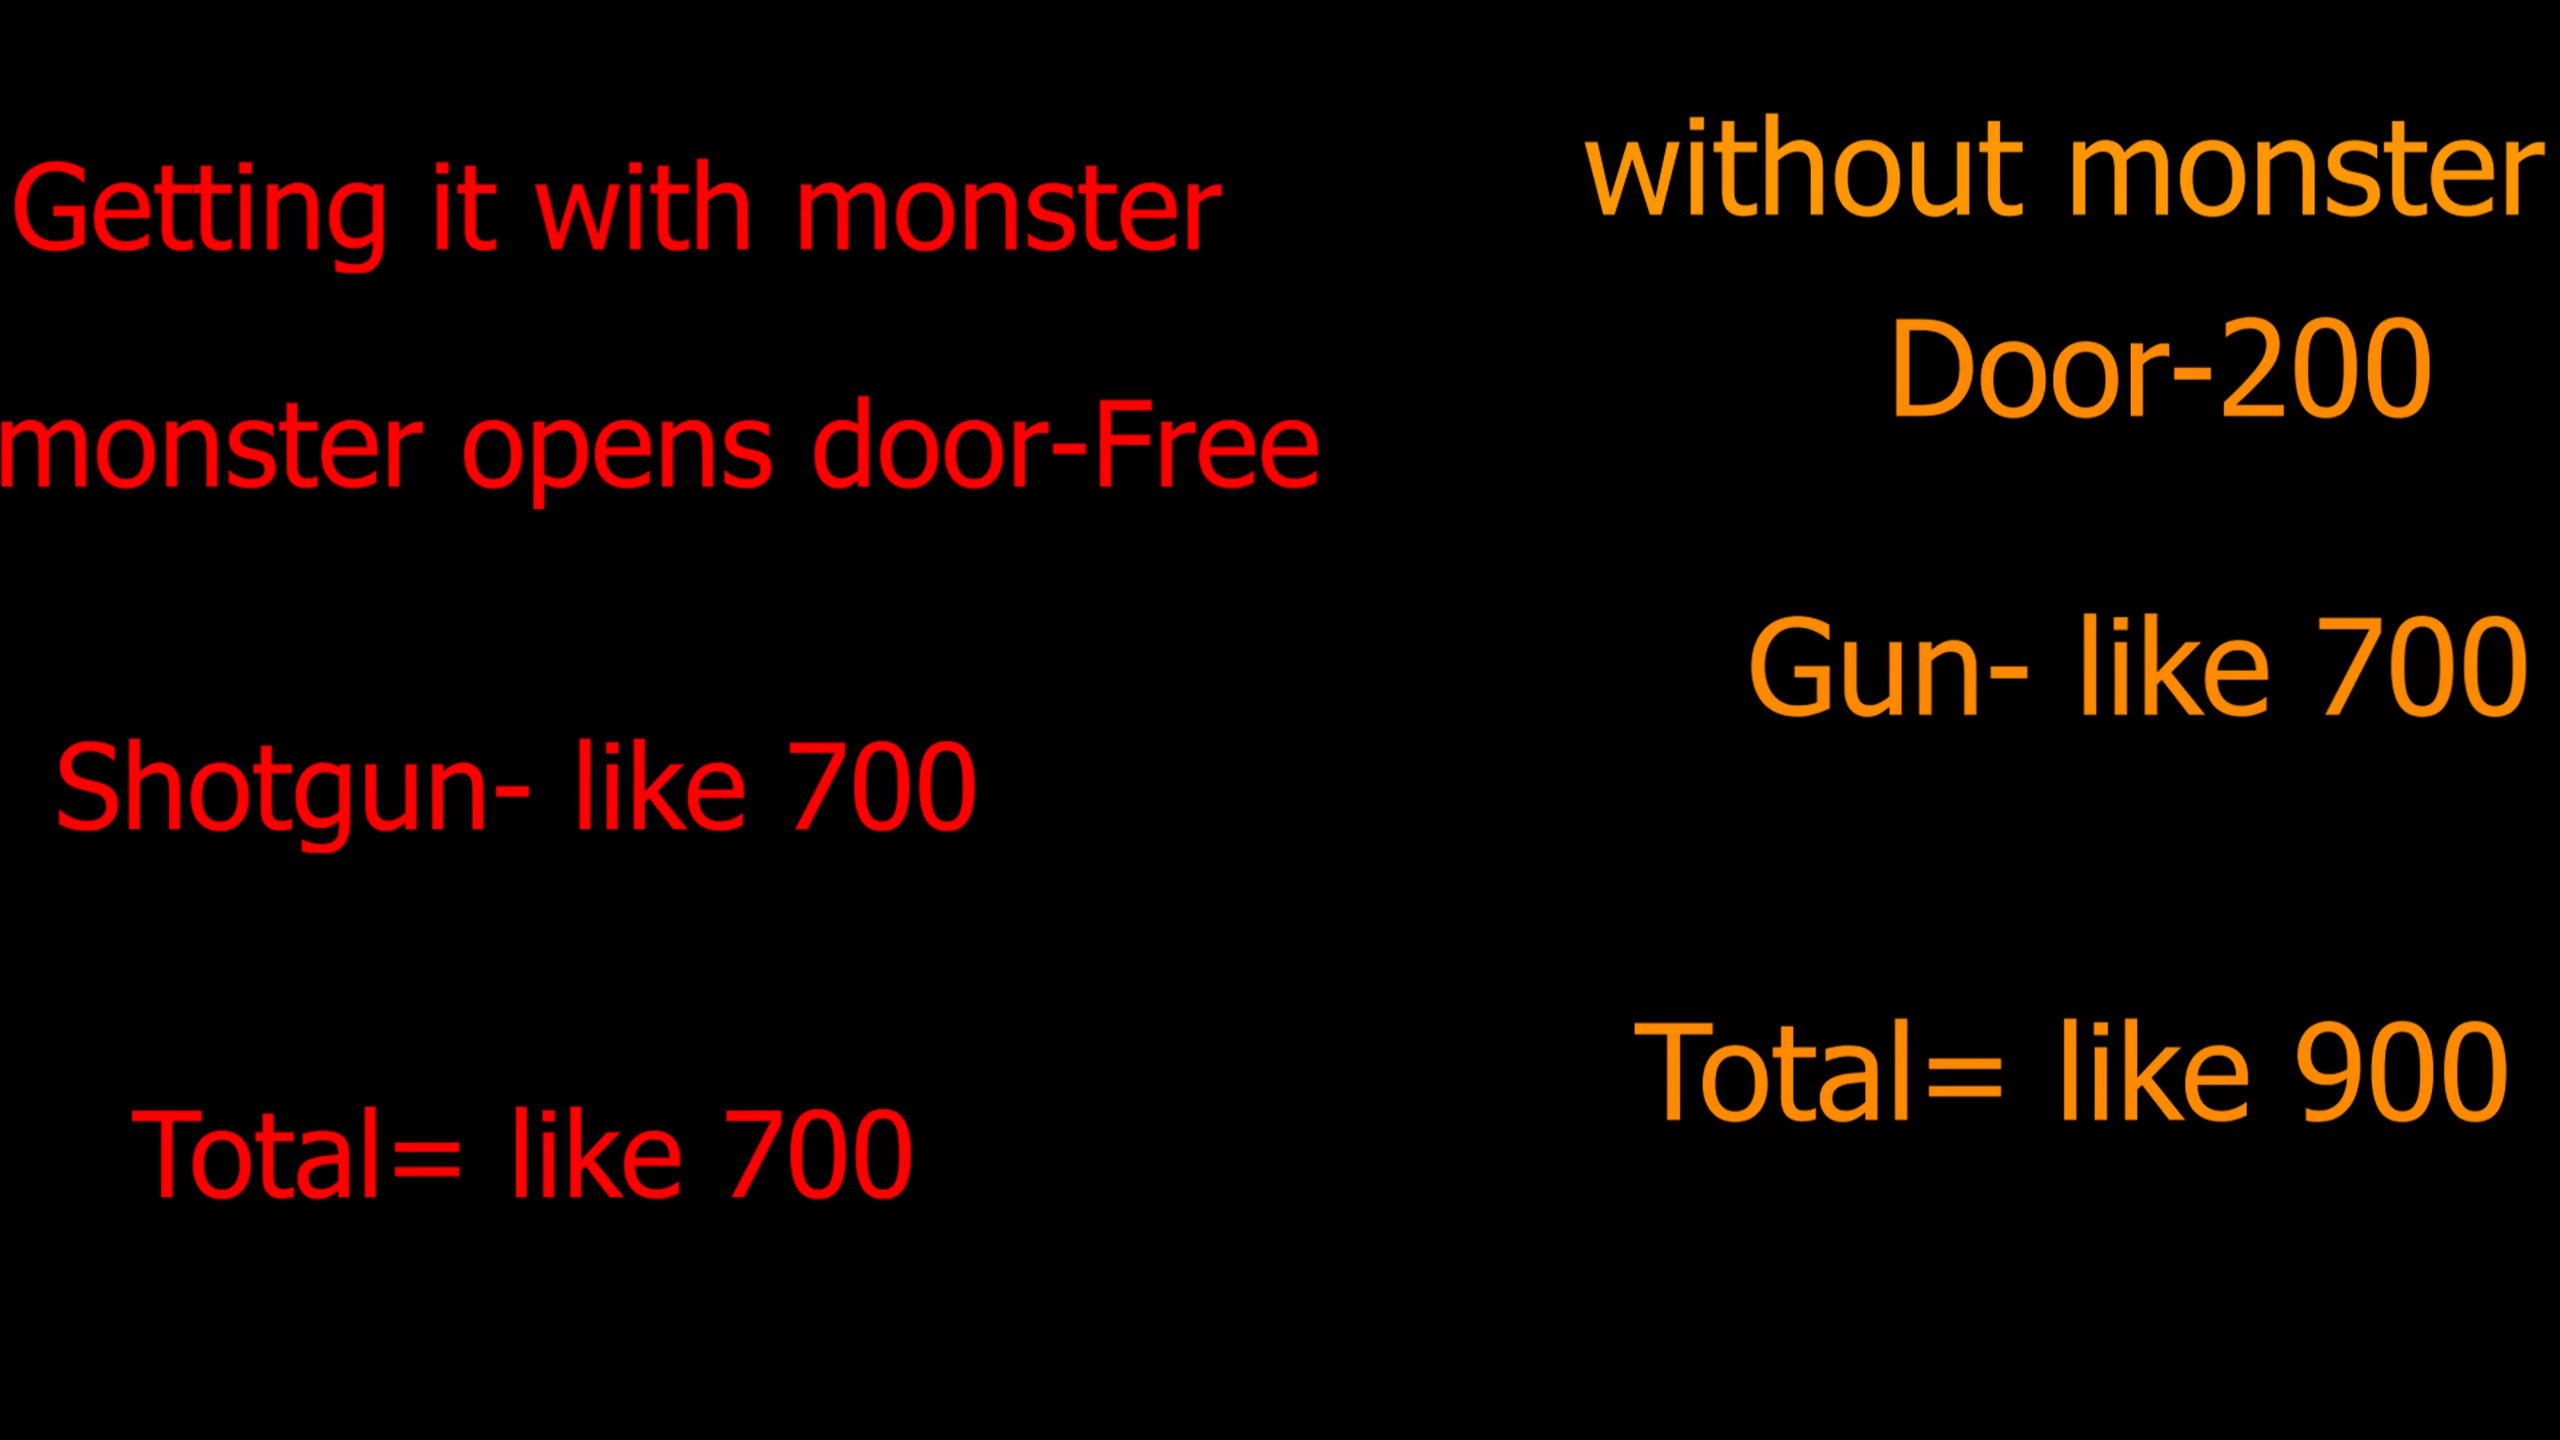 Getting it with monster
monster opens door-Free
Shotgun- like 700
Total= like 700
without monster
Door-200
Gun- like 700
Total= like 900